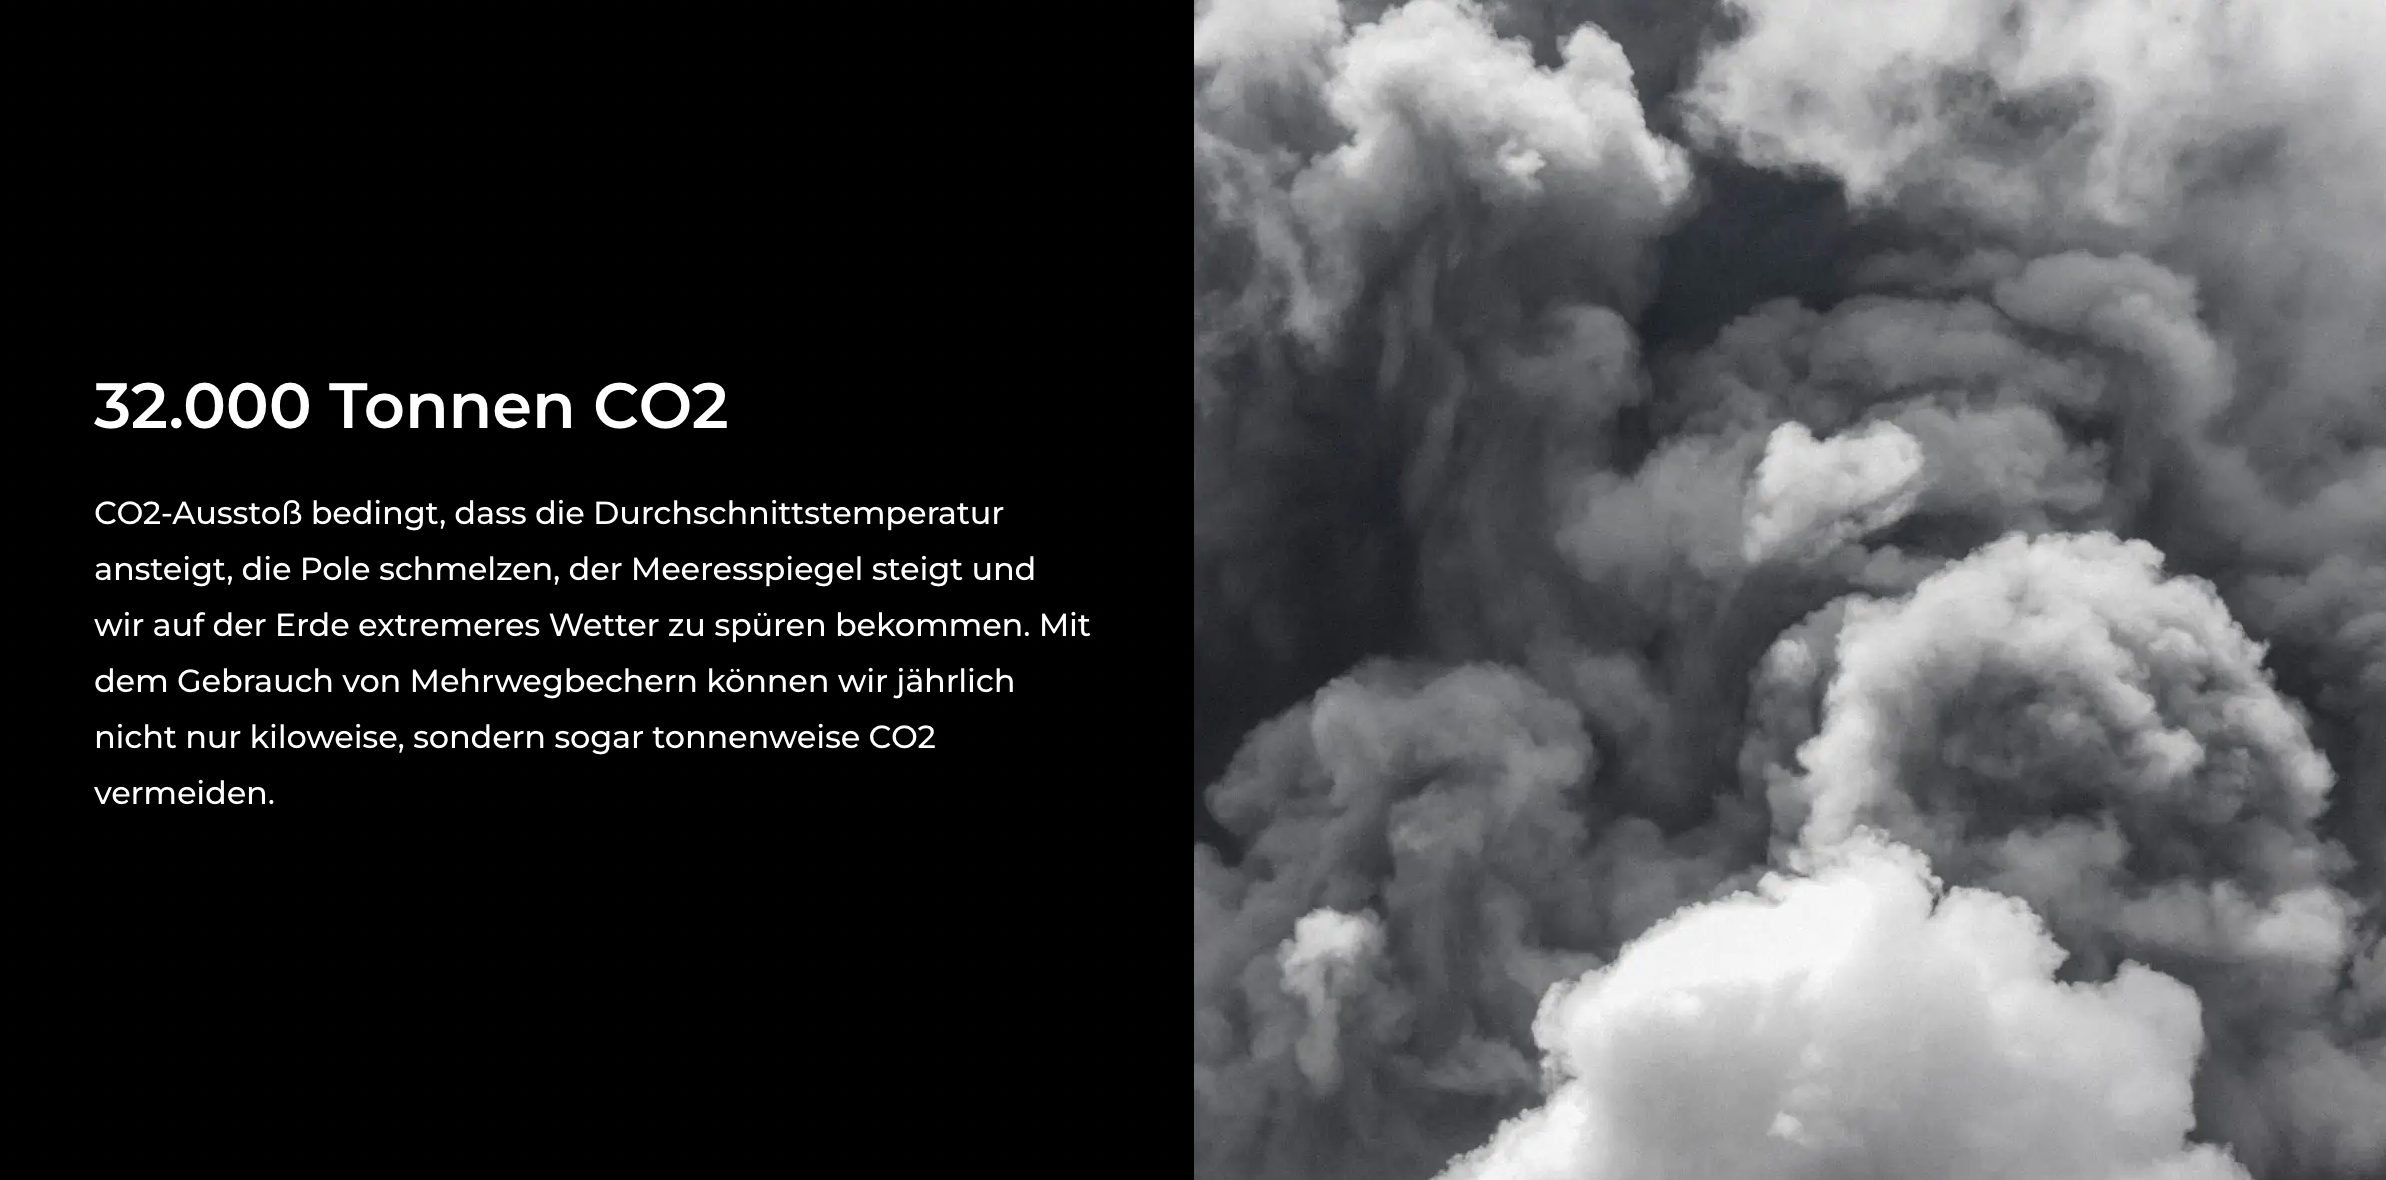 32.000 Tonnen CO2
CO2-Ausstoß bedingt, dass die Durchschnittstemperatur
ansteigt, die Pole schmelzen, der Meeresspiegel steigt und
wir auf der Erde extremeres Wetter zu spüren bekommen. Mit
dem Gebrauch von Mehrwegbechern können wir jährlich
nicht nur kiloweise, sondern sogar tonnenweise CO2
vermeiden.